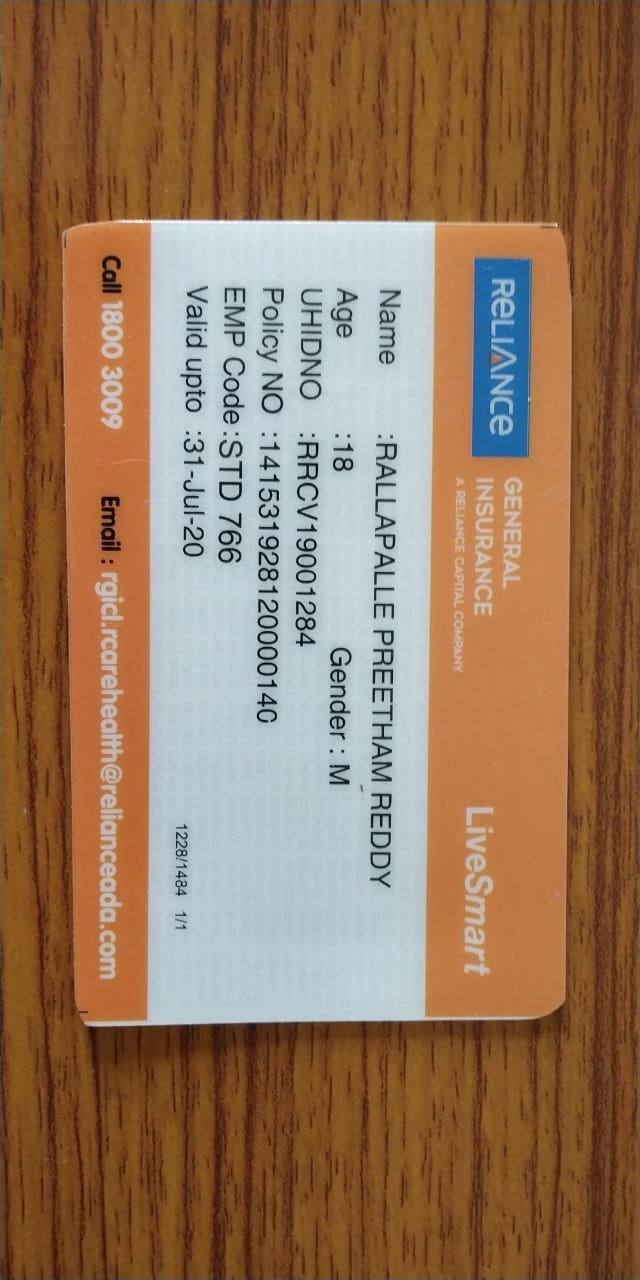 RELIANCE
GENERAL
INSURANCE
A RELIANCE CAPITAL COMPANY
LiveSmart
Name :RALLAPALLE PREETHAM REDDY
Age :18 Gender : M
UHIDNO :RRCV19001284
Policy NO :14153192812000014C
EMP Code :STD 766
Valid upto :31-Jul-20
1228/1484 1/1
Call 1800 3009 Email : rgicl.rcarehealth@relianceada.com